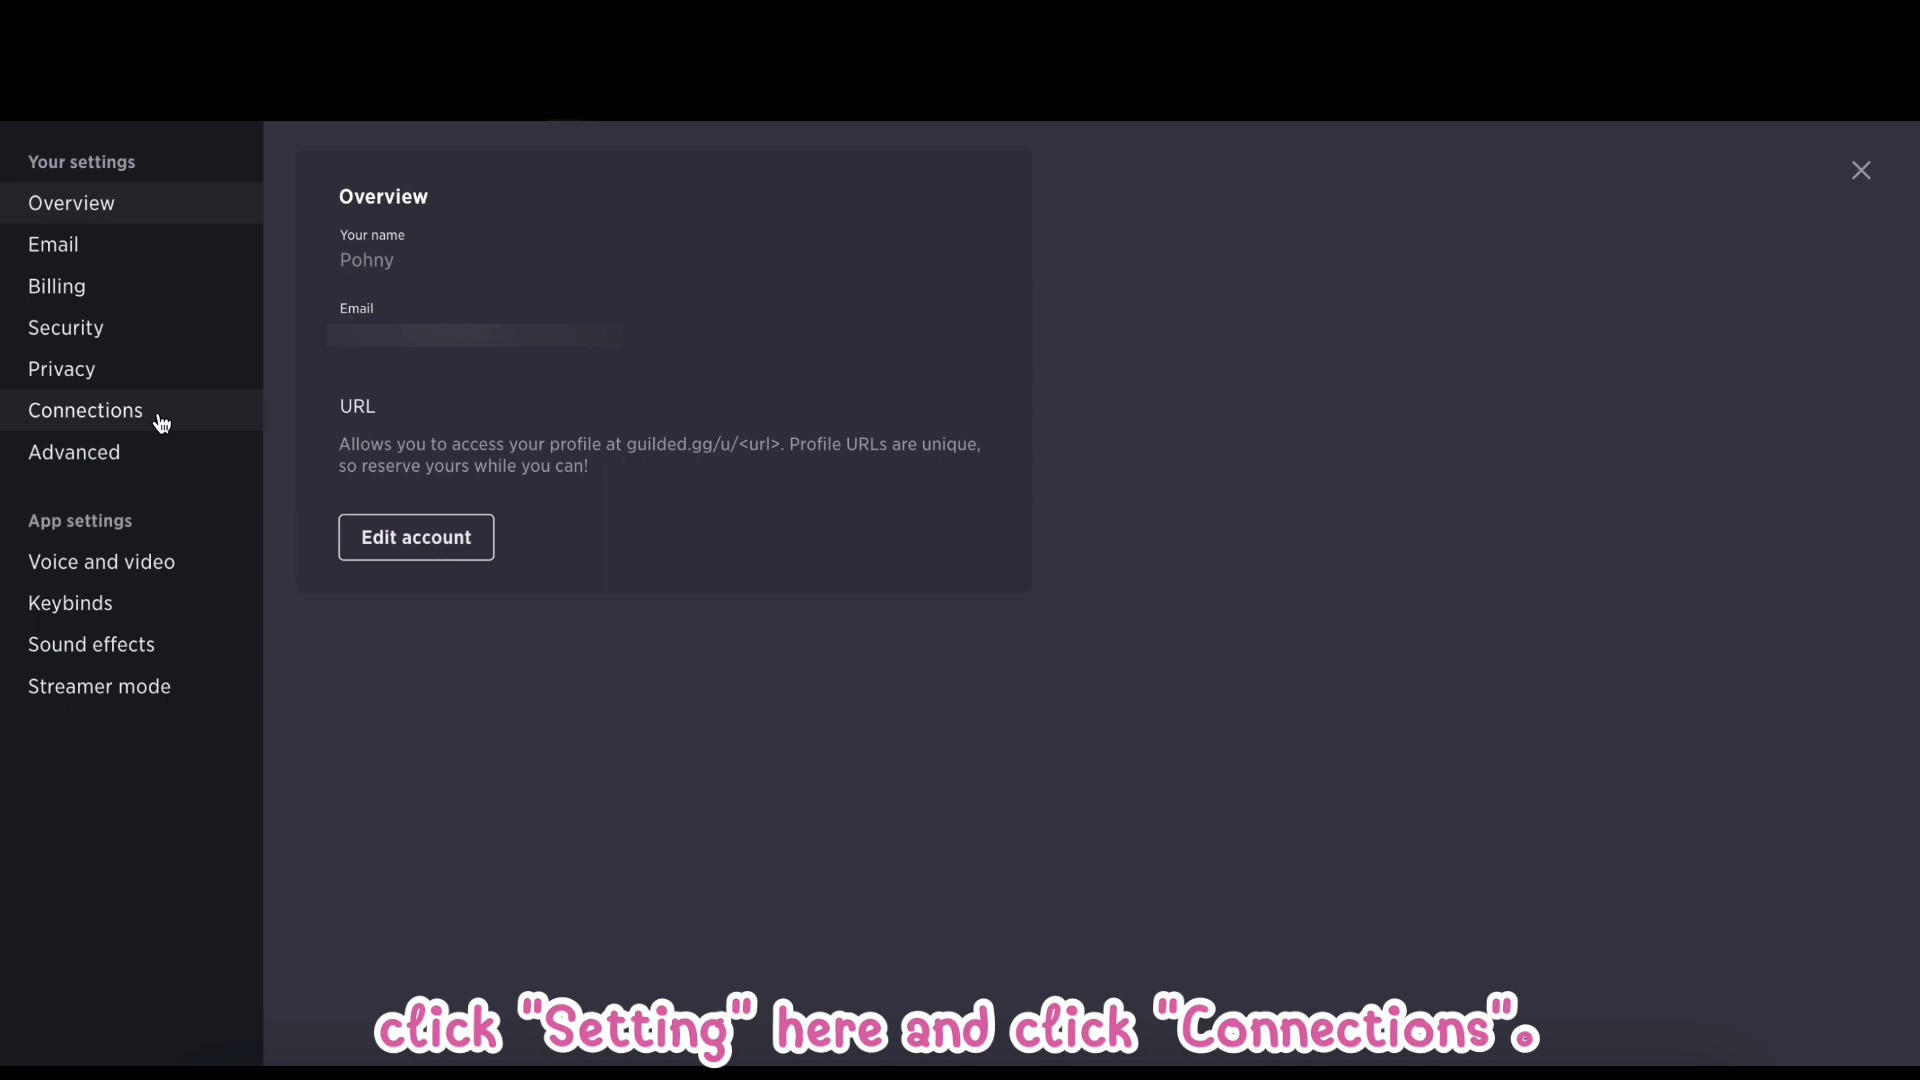 Your settings
Overview
Email
Billing
Security
Privacy
Connections
Advanced
App settings
Voice and video
Keybinds
Sound effects
Streamer mode
Overview
Your name
Pohny
Email
URL
Allows you to access your profile at guilded.gg/u/<url>. Profile URLs are unique,
so reserve yours while you can!
Edit account
click "Setting" here and click "Connections".